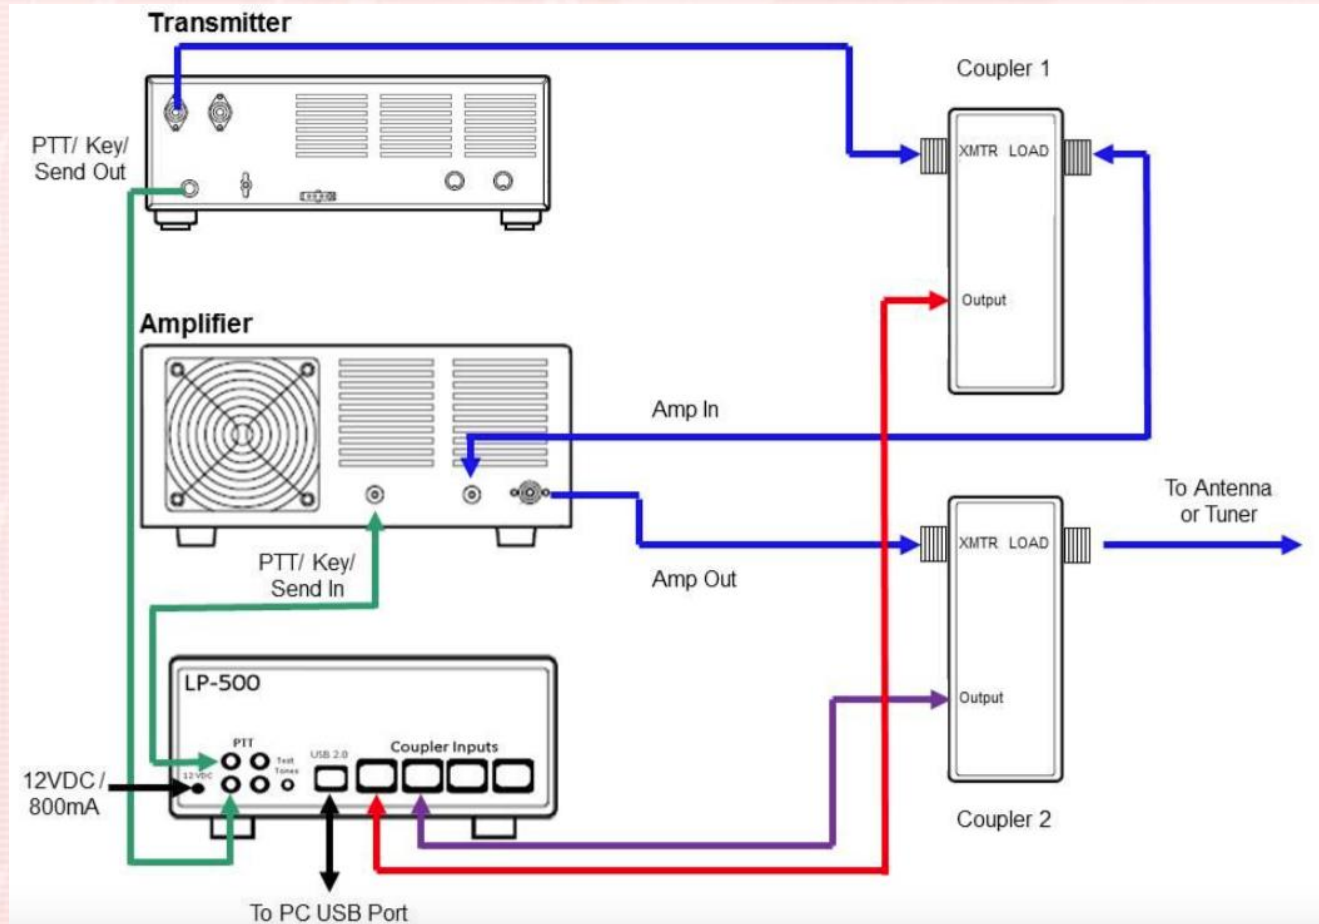 Transmitter
Coupler 1
PTT/ Key/
Send Out
XMTR LOAD
Output
Amplifier
Amp In
To Antenna
or Tuner
XMTR LOAD
PTT/ Key/
Send In
Amp Out
LP-500
Output
PTT
USB 2.0
Coupler Inputs
Test
Tones
12 VDC
12VDC /
800mA
Coupler 2
To PC USB Port